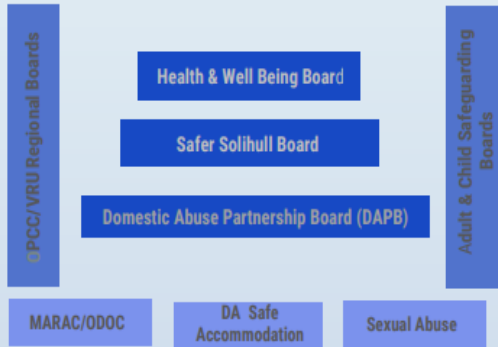 OPCC/VRU Regional Boards
Health & Well Being Board
Safer Solihull Board
Domestic Abuse Partnership Board (DAPB)
Adult & Child Safeguarding
Boards
MARAC/ODOC
DA Safe
Accommodation
Sexual Abuse